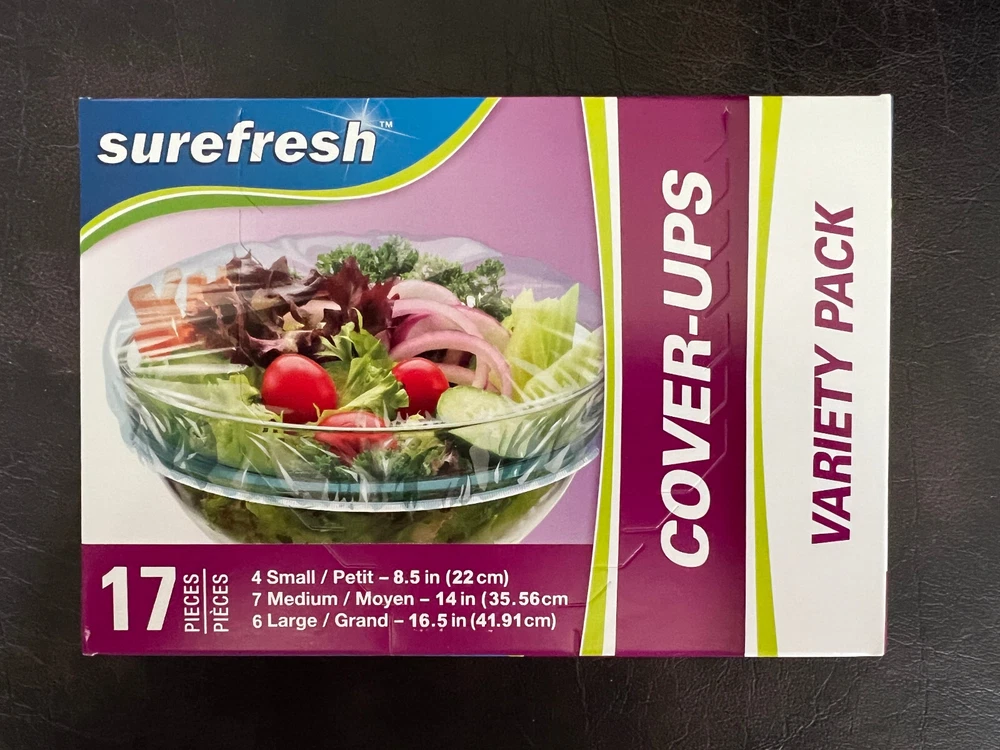 surefresh™
COVER-UPS
VARIETY PACK
17 PIECES
PIÈCES
4 Small / Petit – 8.5 in (22 cm)
7 Medium / Moyen – 14 in (35.56cm
6 Large / Grand – 16.5 in (41.91cm)